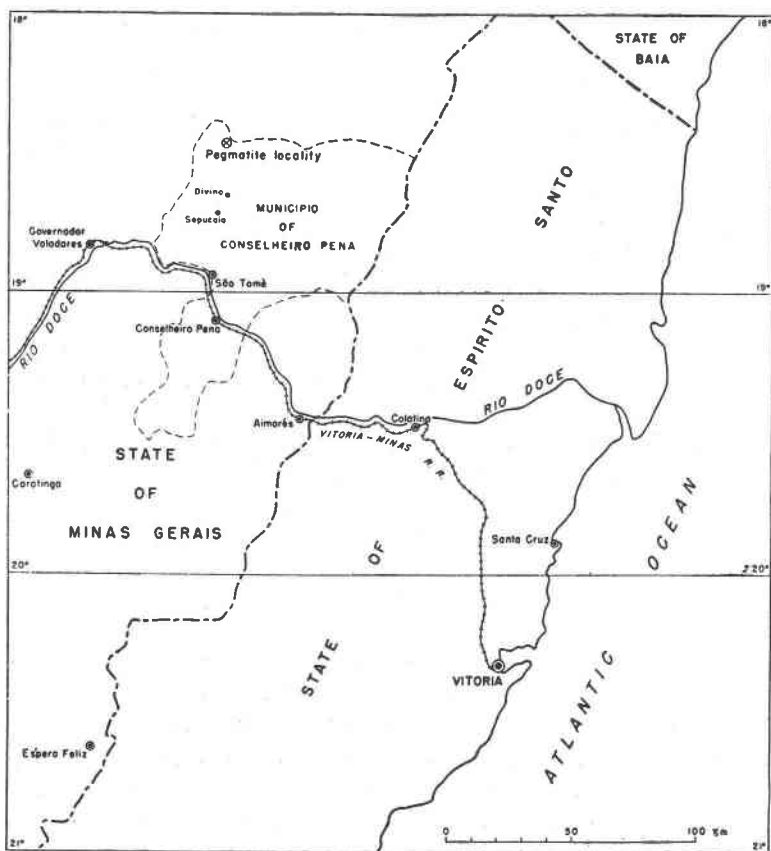 18°
18°
STATE OF
BAIA
Pegmatite locality
Divino
Sapucaia
MUNICIPIO
OF
CONSELHEIRO PENA
SANTO
Governador
Valadares
São Tomé
19°
19°
RIO DOCE
Conselheiro Pena
ESPIRITO
RIO DOCE
Aimorés
Colatina
VITORIA-MINAS R.R.
STATE
OF
MINAS GERAIS
Caratinga
OCEAN
Santa Cruz
OF
20°
20°
STATE
VITORIA
ATLANTIC
Espera Feliz
0 50 100
21°
21°